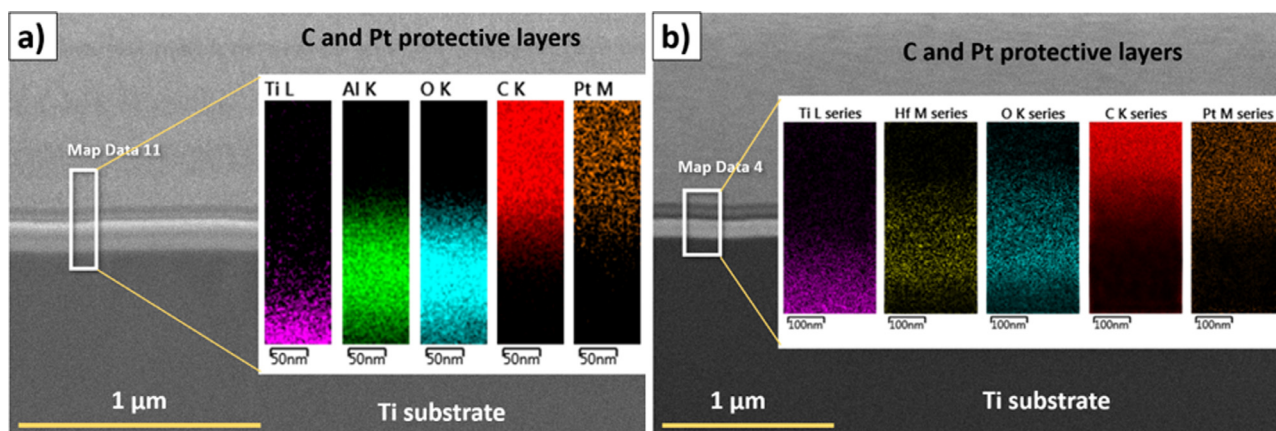 a)
C and Pt protective layers
Ti L Al K O K C K Pt M
Map Data 11
50nm 50nm 50nm 50nm 50nm
1 µm
Ti substrate
b)
C and Pt protective layers
Ti L series Hf M series O K series C K series Pt M series
Map Data 4
100nm 100nm 100nm 100nm 100nm
1 µm
Ti substrate